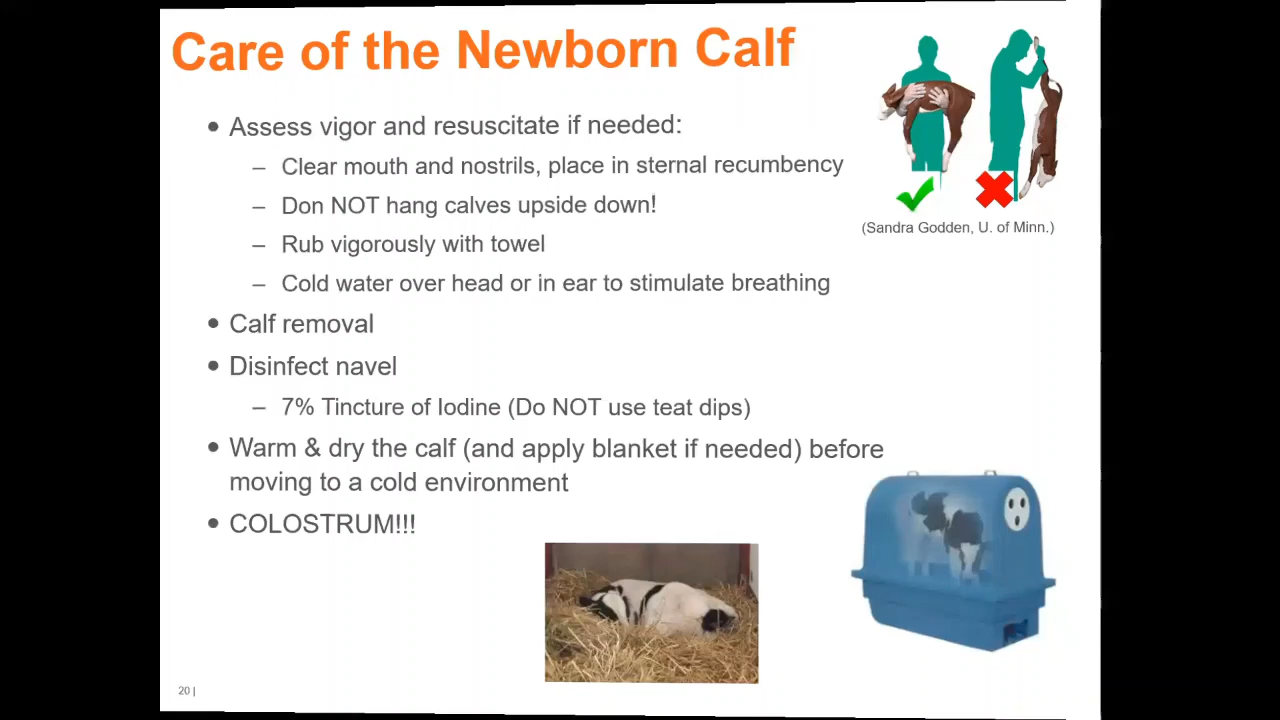 Care of the Newborn Calf
• Assess vigor and resuscitate if needed:
– Clear mouth and nostrils, place in sternal recumbency
– Don NOT hang calves upside down!
(Sandra Godden, U. of Minn.)
– Rub vigorously with towel
– Cold water over head or in ear to stimulate breathing
• Calf removal
• Disinfect navel
– 7% Tincture of Iodine (Do NOT use teat dips)
• Warm & dry the calf (and apply blanket if needed) before
moving to a cold environment
• COLOSTRUM!!!
20 |